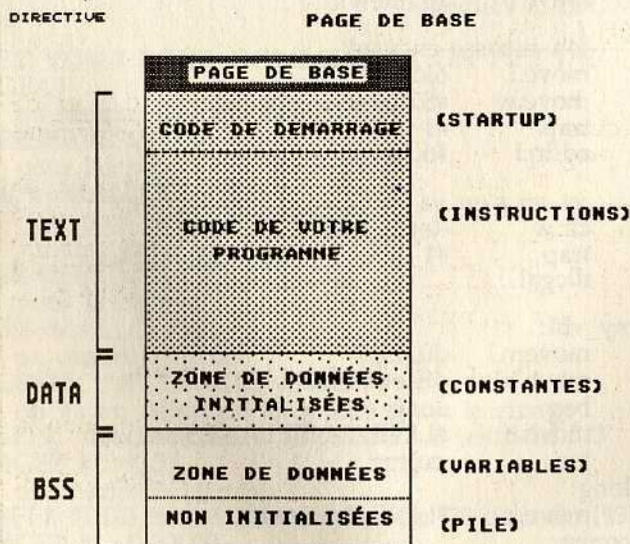 DIRECTIVE
PAGE DE BASE
PAGE DE BASE
CODE DE DEMARRAGE
(STARTUP)
TEXT
CODE DE VOTRE
PROGRAMME
(INSTRUCTIONS)
DATA
ZONE DE DONNÉES
INITIALISÉES
(CONSTANTES)
BSS
ZONE DE DONNÉES
(VARIABLES)
NON INITIALISÉES
(PILE)